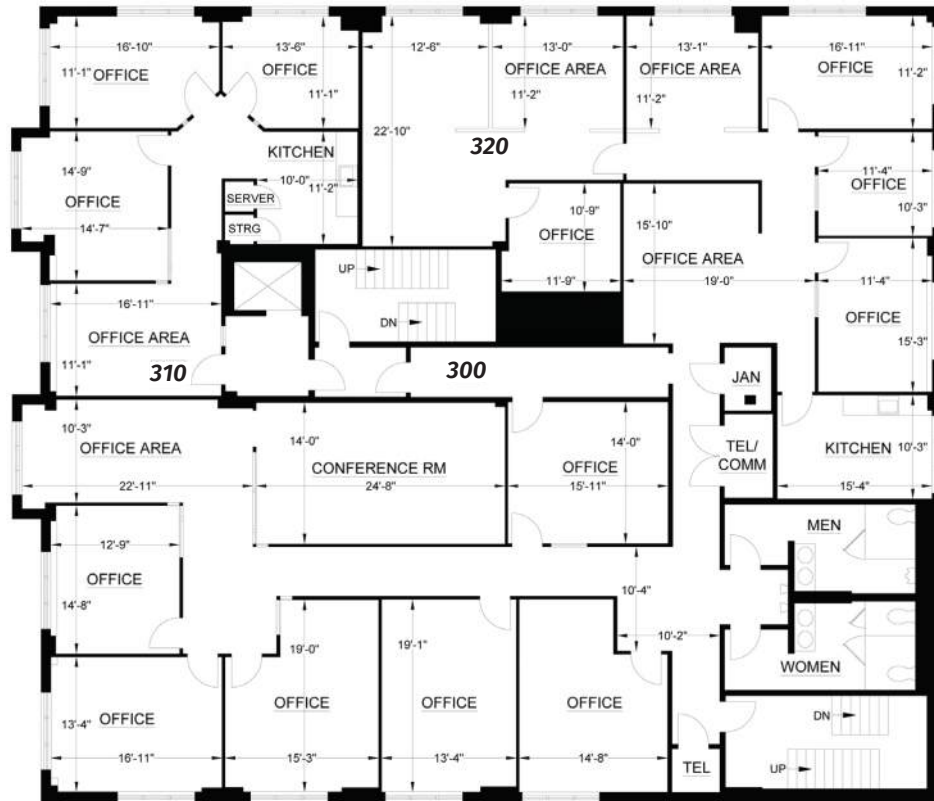 16'-10" 13'-6" 12'-6" 13'-0" 13'-1" 16'-11"
11'-1" OFFICE OFFICE OFFICE AREA OFFICE AREA OFFICE 11'-2"
11'-1" 11'-2" 11'-2"
22'-10"
KITCHEN 320
14'-9" 10'-0" 11'-2" 11'-4"
OFFICE SERVER 10'-9" OFFICE 10'-3"
14'-7" STRG OFFICE 15'-10"
UP OFFICE AREA
11'-9" 19'-0" 11'-4"
16'-11" OFFICE
DN
OFFICE AREA 15'-3"
11'-1" 310 300 JAN
10'-3" 14'-0" 14'-0"
OFFICE AREA TEL/ KITCHEN 10'-3"
CONFERENCE RM OFFICE COMM
22'-11" 24'-8" 15'-11" 15'-4"
MEN
12'-9"
OFFICE
14'-8" 10'-4"
10'-2"
19'-0" 19'-1" WOMEN
13'-4" OFFICE OFFICE OFFICE OFFICE
DN
16'-11" 15'-3" 13'-4" 14'-8" TEL UP